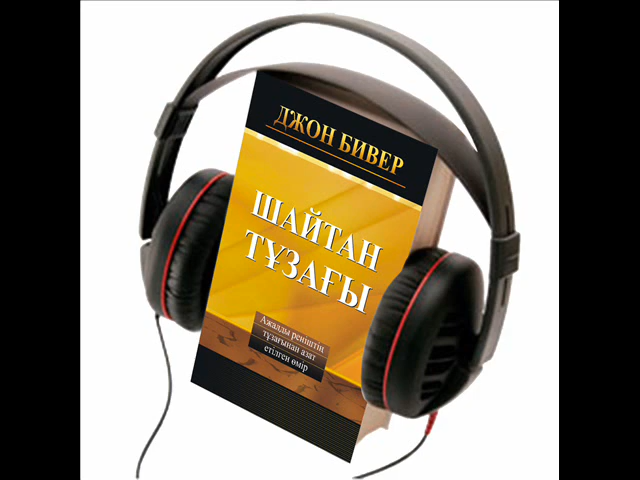 ДЖОН БИВЕР
ШАЙТАН
ТҰЗАҒЫ
Ажалды реніштің
тұзағынан азат
етілген өмір